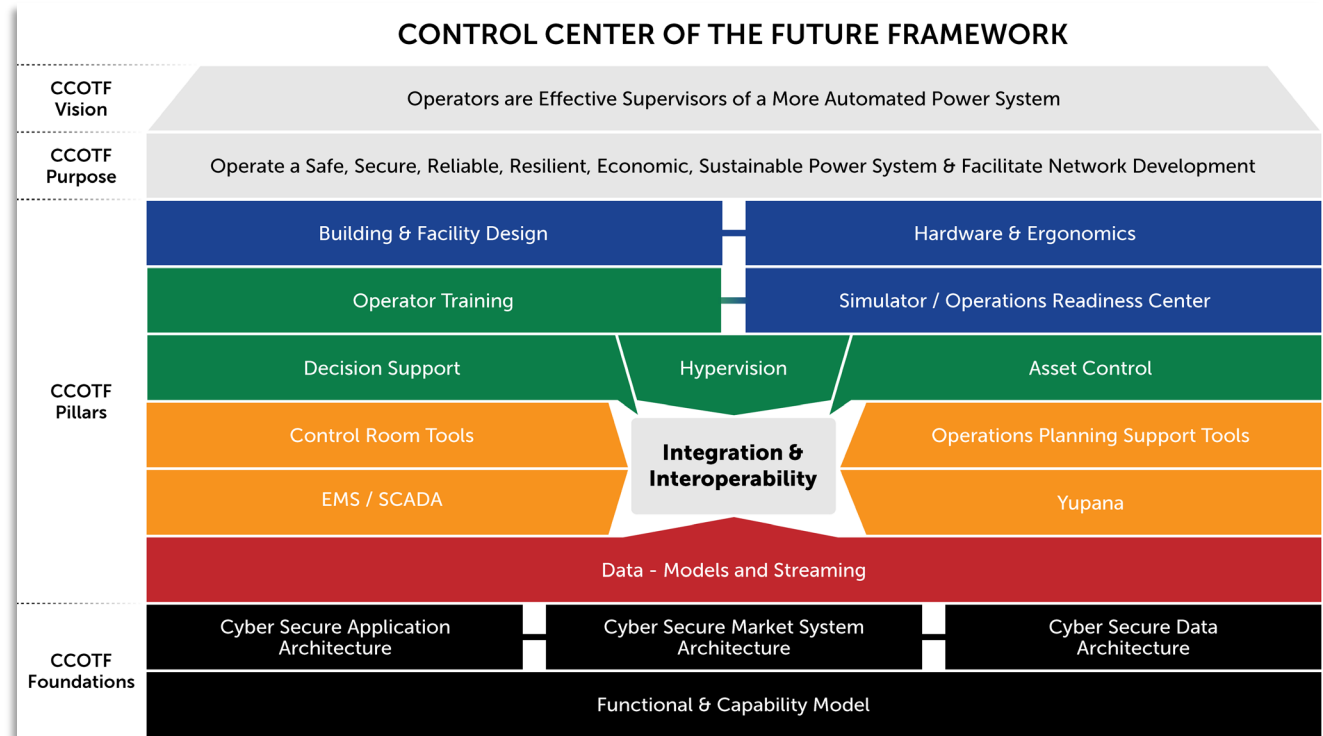 CONTROL CENTER OF THE FUTURE FRAMEWORK
CCOTF
Vision
Operators are Effective Supervisors of a More Automated Power System
CCOTF
Purpose
Operate a Safe, Secure, Reliable, Resilient, Economic, Sustainable Power System & Facilitate Network Development
CCOTF
Pillars
Building & Facility Design
Hardware & Ergonomics
Operator Training
Simulator / Operations Readiness Center
Decision Support
Hypervision
Asset Control
Control Room Tools
Integration &
Interoperability
Operations Planning Support Tools
EMS / SCADA
Yupana
Data - Models and Streaming
CCOTF
Foundations
Cyber Secure Application
Architecture
Cyber Secure Market System
Architecture
Cyber Secure Data
Architecture
Functional & Capability Model